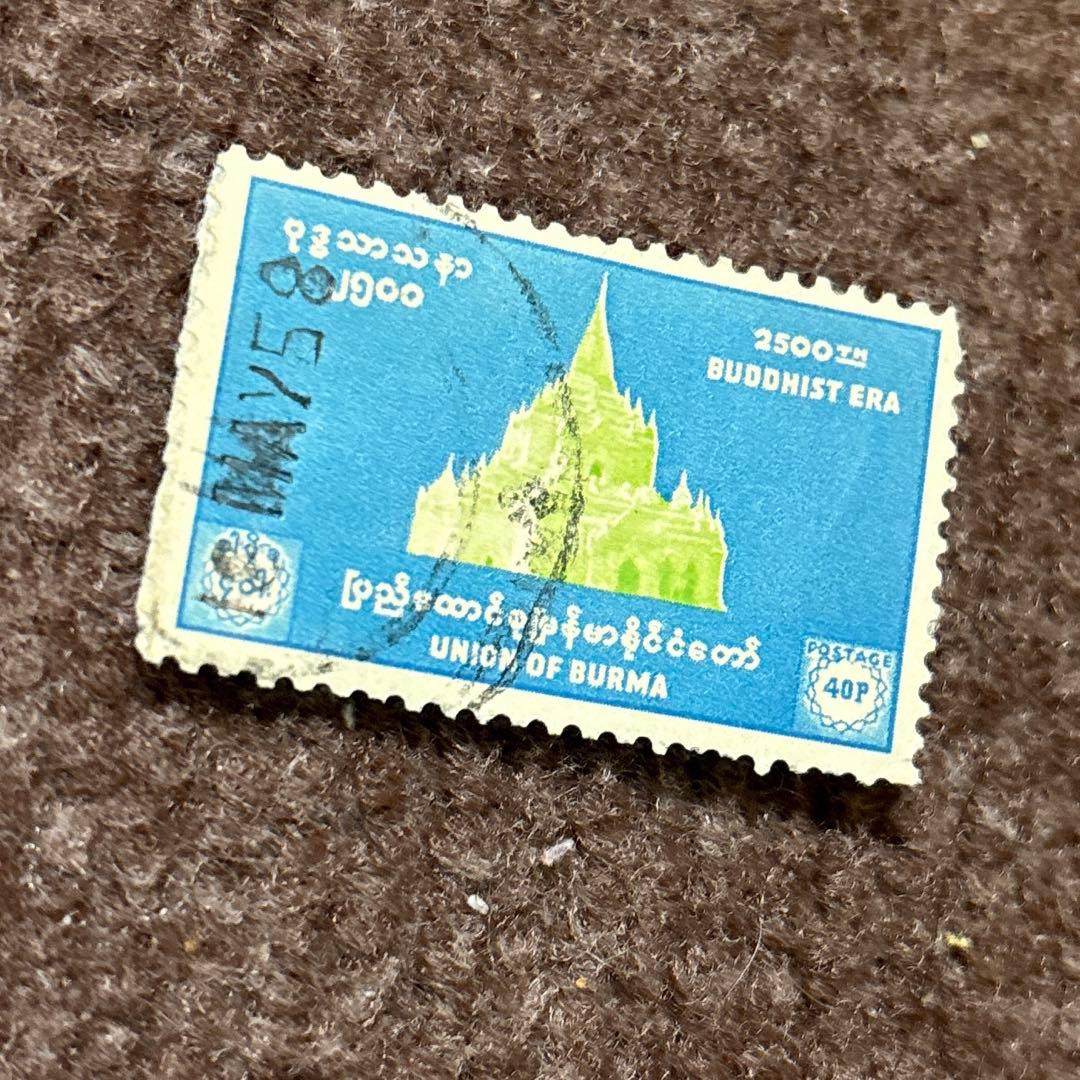 ဗုဒ္ဓသာသနာ
၂၅၀၀
2500TH
BUDDHIST ERA
MAY 58
ပြည်ထောင်စုမြန်မာနိုင်ငံတော်
UNION OF BURMA
POSTAGE
40P